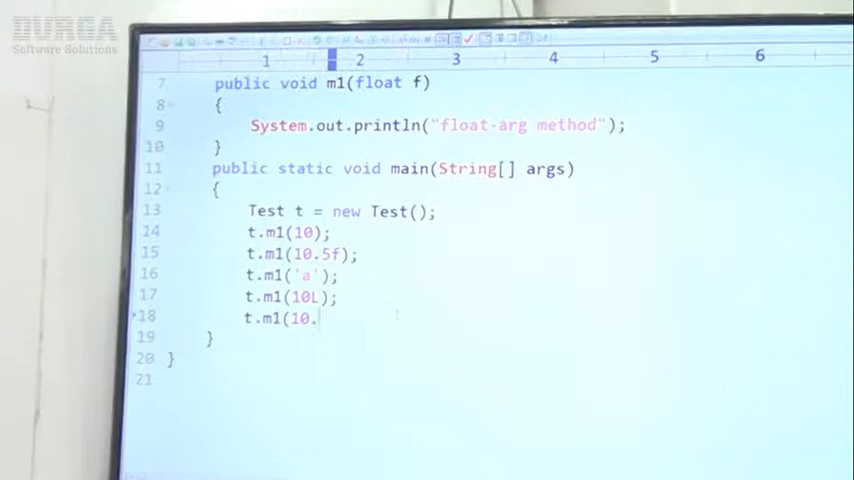 DURGA
Software Solutions
1 2 3 4 5 6
7 public void m1(float f)
8 {
9 System.out.println("float-arg method");
10 }
11 public static void main(String[] args)
12 {
13 Test t = new Test();
14 t.m1(10);
15 t.m1(10.5f);
16 t.m1('a');
17 t.m1(10L);
18 t.m1(10.
19 }
20 }
21